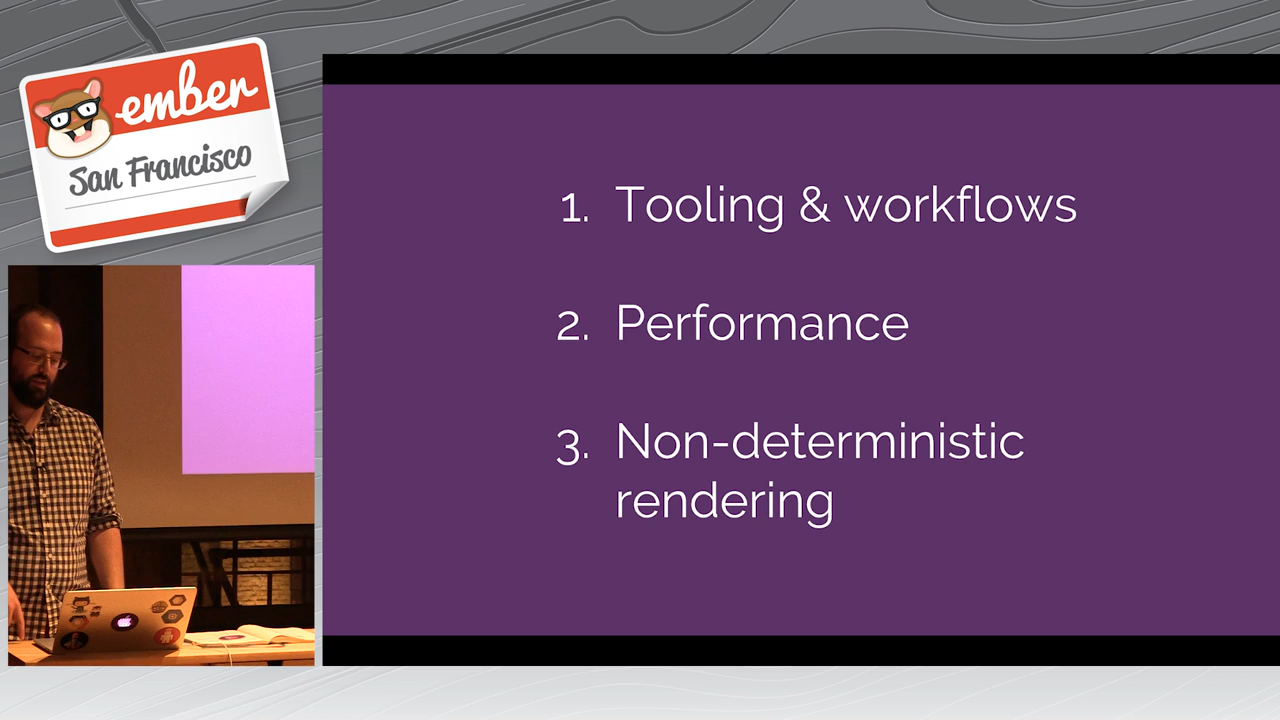 ember
San Francisco
1. Tooling & workflows
2. Performance
3. Non-deterministic
rendering